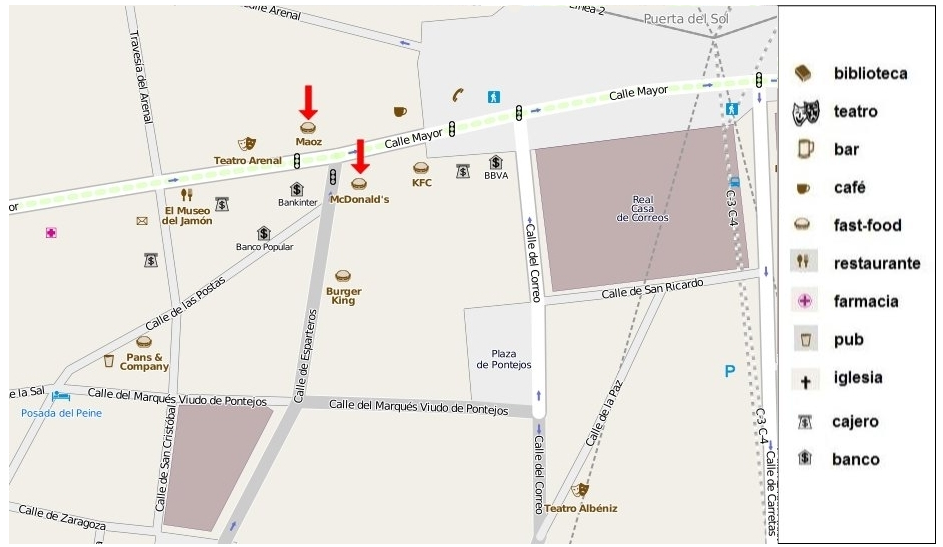 Calle Arenal
Línea 2
Puerta del Sol
Travesía del Arenal
Calle Mayor
Maoz
Calle Mayor
Teatro Arenal
KFC
BBVA
McDonald's
Bankinter
or
El Museo
del Jamón
Banco Popular
Real
Casa
de Correos
C-3 C-4
Calle del Correo
Calle de San Ricardo
Calle de las Postas
Burger
King
Calle de Esparteros
Pans &
Company
Plaza
de Pontejos
P
e la Sal
Posada del Peine
Calle del Marqués Viudo de Pontejos
Calle del Marqués Viudo de Pontejos
Calle de San Cristóbal
Calle de la Paz
C-3 C-4
Calle del Correo
Calle de Carretas
Teatro Albéniz
Calle de Zaragoza
biblioteca
teatro
bar
café
fast-food
restaurante
farmacia
pub
iglesia
cajero
banco